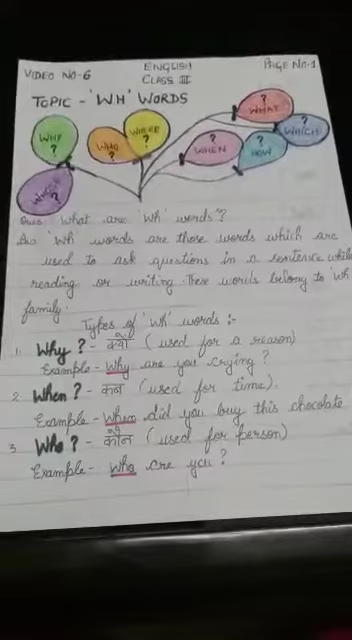 VIDEO NO-6 ENGLISH PAGE NO-1
CLASS III
TOPIC - 'WH' WORDS
WHY ?
WHO ?
WHERE ?
WHEN ?
? WHAT
? HOW
? WHICH
WHOSE ?
Ques. What are 'Wh' words"?
Ans 'Wh' words are those words which are
used to ask questions in a sentence while
reading or writing. These words belong to 'wh
family'
Types of 'Wh' words :-
1. Why ? - क्यों (used for a reason)
Example - Why are you crying ?
2. When ? - कब (used for time).
Example - When did you buy this chocolate
3. Who ? - कौन (used for person)
Example - Who are you ?